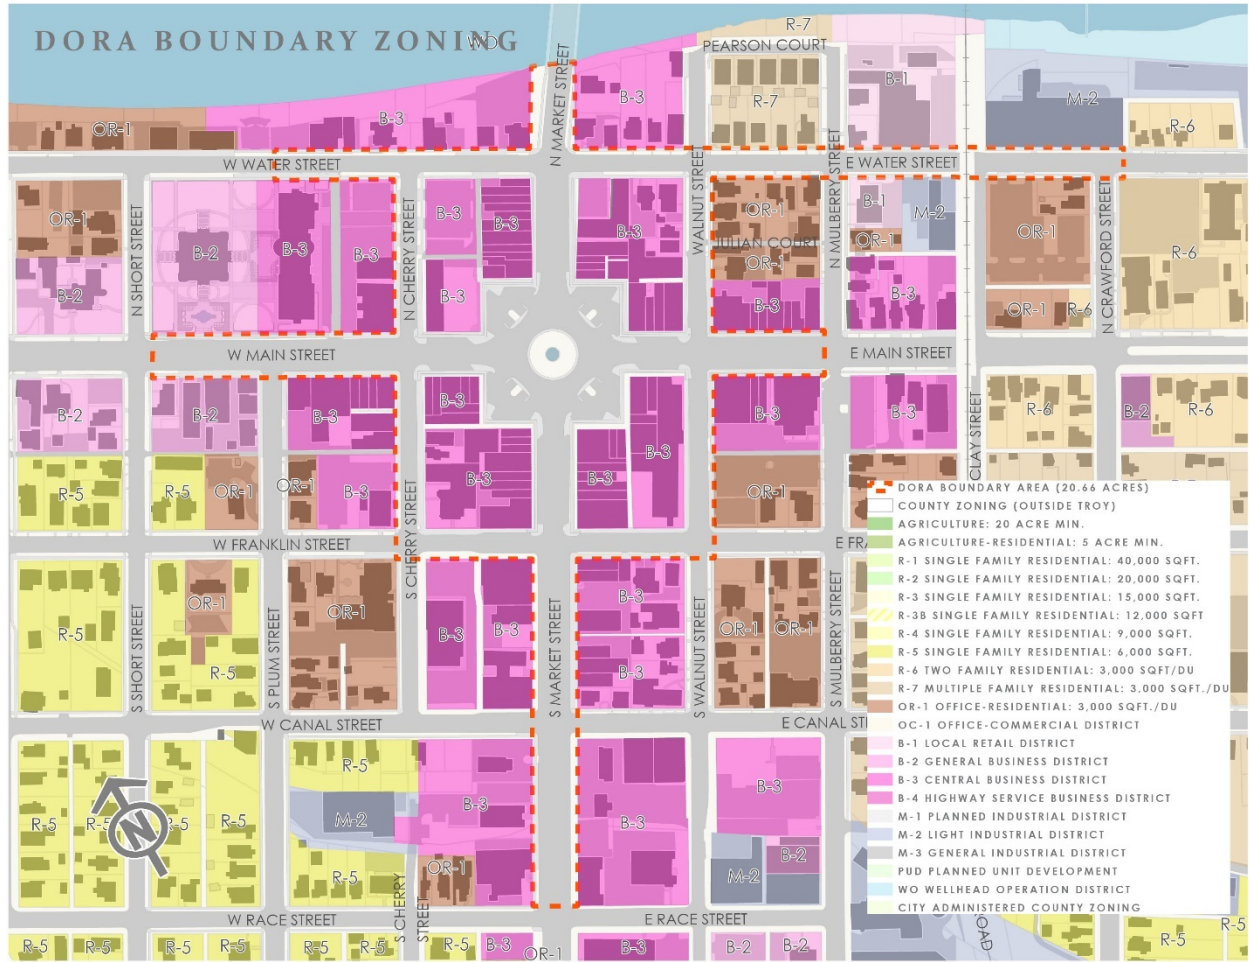 DORA BOUNDARY ZONING
WO
R-7
PEARSON COURT
N MARKET STREET
B-3
B-1
R-7
M-2
OR-1
B-3
R-6
W WATER STREET
E WATER STREET
WALNUT STREET
N MULBERRY STREET
OR-1
N SHORT STREET
B-2
B-3
B-3
N CHERRY STREET
B-3
B-3
B-3
OR-1
JULIAN COURT
OR-1
B-1
M-2
OR-1
OR-1
N CRAWFORD STREET
R-6
B-2
B-3
B-3
B-3
OR-1
R-6
W MAIN STREET
E MAIN STREET
B-2
B-2
B-3
B-3
B-3
B-3
R-6
B-2
R-6
CLAY STREET
R-5
R-5
OR-1
OR-1
B-3
S CHERRY STREET
B-3
B-3
B-3
OR-1
W FRANKLIN STREET
E FRA
R-5
OR-1
R-5
OR-1
B-3
B-3
B-3
B-3
OR-1
OR-1
S SHORT STREET
S PLUM STREET
S MARKET STREET
S WALNUT STREET
S MULBERRY STREET
W CANAL STREET
E CANAL ST
R-5
R-5
R-5
R-5
R-5
M-2
R-5
B-3
OR-1
B-3
B-3
M-2
B-2
N
S CHERRY
STREET
W RACE STREET
E RACE STREET
R-5
R-5
R-5
R-5
R-5
B-3
OR-1
B-3
B-2
B-2
ROAD
R-5
R-5
DORA BOUNDARY AREA (20.66 ACRES)
COUNTY ZONING (OUTSIDE TROY)
AGRICULTURE: 20 ACRE MIN.
AGRICULTURE-RESIDENTIAL: 5 ACRE MIN.
R-1 SINGLE FAMILY RESIDENTIAL: 40,000 SQFT.
R-2 SINGLE FAMILY RESIDENTIAL: 20,000 SQFT.
R-3 SINGLE FAMILY RESIDENTIAL: 15,000 SQFT.
R-3B SINGLE FAMILY RESIDENTIAL: 12,000 SQFT
R-4 SINGLE FAMILY RESIDENTIAL: 9,000 SQFT.
R-5 SINGLE FAMILY RESIDENTIAL: 6,000 SQFT.
R-6 TWO FAMILY RESIDENTIAL: 3,000 SQFT/DU
R-7 MULTIPLE FAMILY RESIDENTIAL: 3,000 SQFT./DU
OR-1 OFFICE-RESIDENTIAL: 3,000 SQFT./DU
OC-1 OFFICE-COMMERCIAL DISTRICT
B-1 LOCAL RETAIL DISTRICT
B-2 GENERAL BUSINESS DISTRICT
B-3 CENTRAL BUSINESS DISTRICT
B-4 HIGHWAY SERVICE BUSINESS DISTRICT
M-1 PLANNED INDUSTRIAL DISTRICT
M-2 LIGHT INDUSTRIAL DISTRICT
M-3 GENERAL INDUSTRIAL DISTRICT
PUD PLANNED UNIT DEVELOPMENT
WO WELLHEAD OPERATION DISTRICT
CITY ADMINISTERED COUNTY ZONING